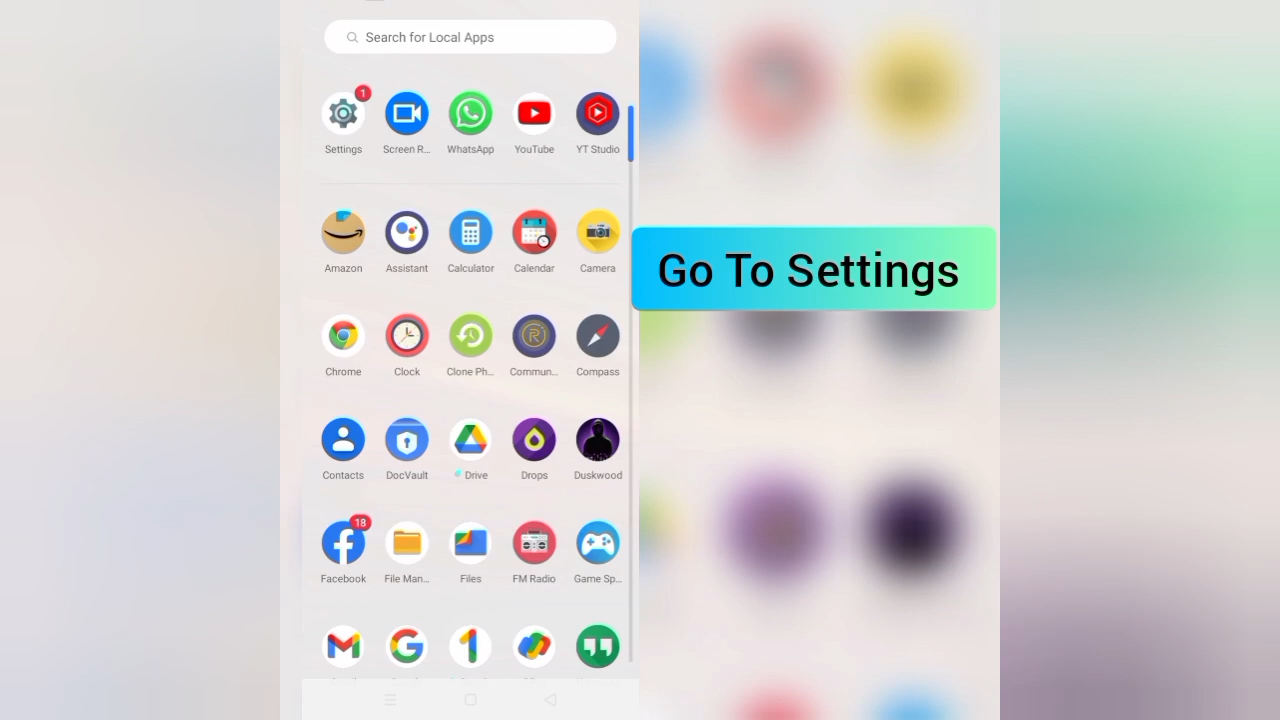 Search for Local Apps
1
Settings Screen R... WhatsApp YouTube YT Studio
Amazon Assistant Calculator Calendar Camera
Go To Settings
Chrome Clock Clone Ph... Commun... Compass
Contacts DocVault Drive Drops Duskwood
18
Facebook File Man... Files FM Radio Game Sp...